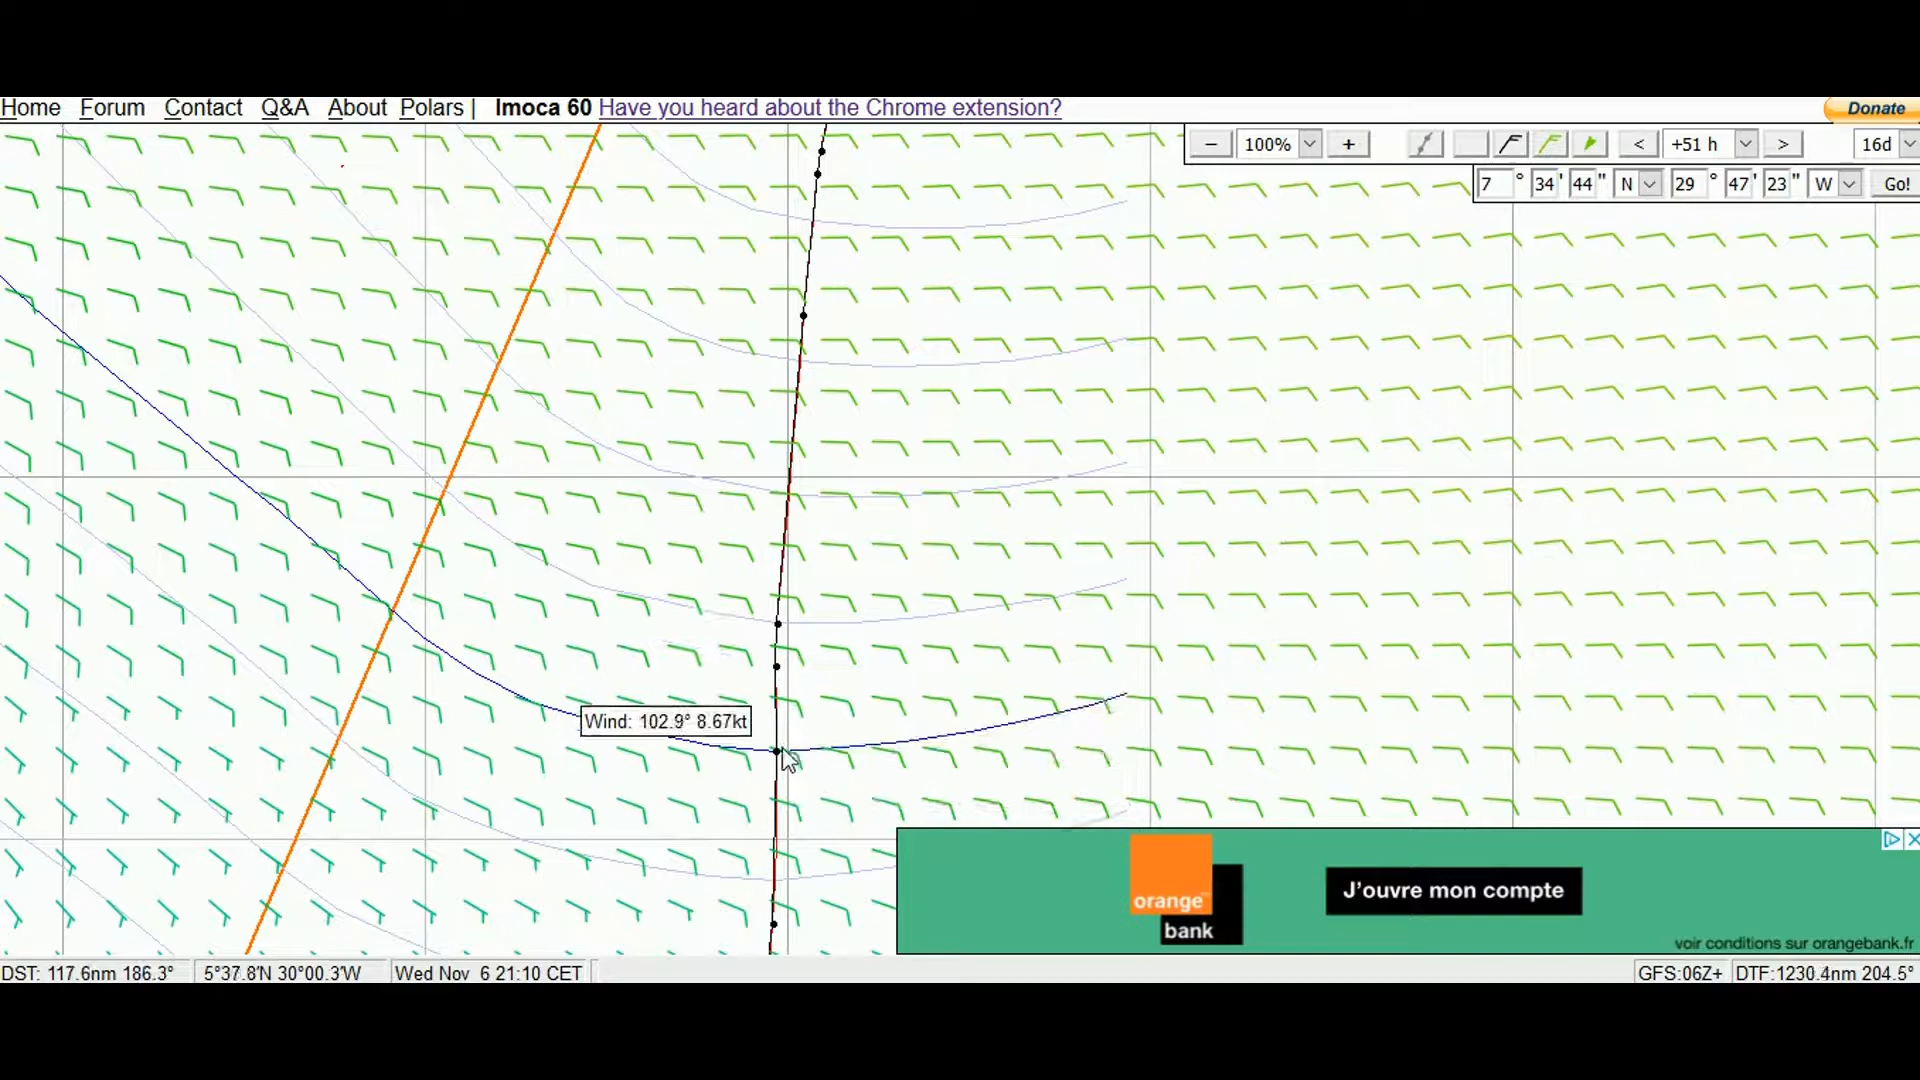 Home Forum Contact Q&A About Polars | Imoca 60 Have you heard about the Chrome extension?
Donate
− 100% + < +51 h > 16d
7 ° 34' 44" N 29 ° 47' 23" W Go!
Wind: 102.9° 8.67kt
orange
bank
J'ouvre mon compte
voir conditions sur orangebank.fr
DST: 117.6nm 186.3° 5°37.8'N 30°00.3'W Wed Nov 6 21:10 CET GFS:06Z+ DTF:1230.4nm 204.5°